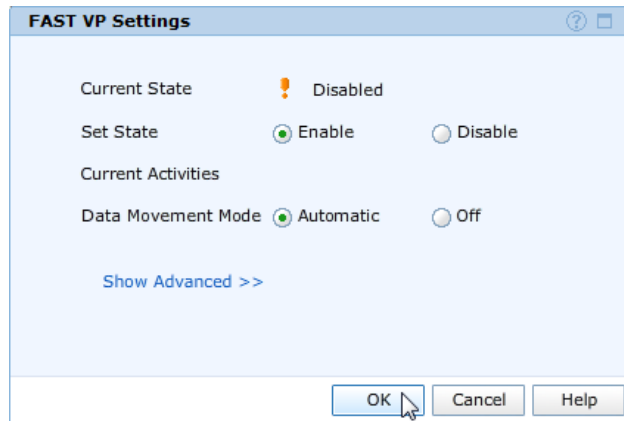 FAST VP Settings
Current State Disabled
Set State Enable Disable
Current Activities
Data Movement Mode Automatic Off
Show Advanced >>
OK Cancel Help